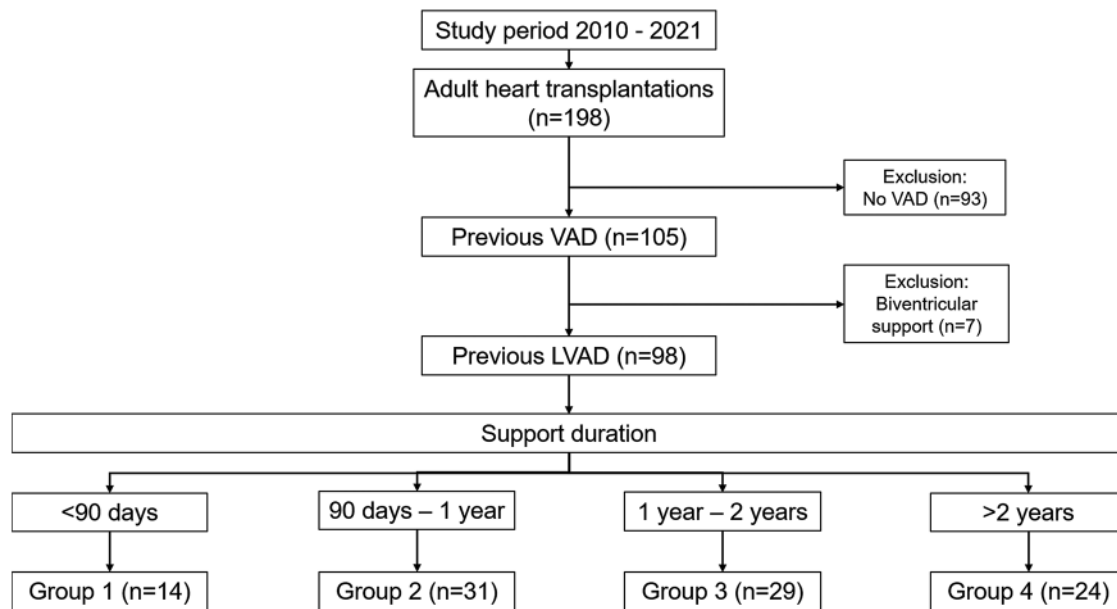 Study period 2010 - 2021
Adult heart transplantations
(n=198)
Exclusion:
No VAD (n=93)
Previous VAD (n=105)
Exclusion:
Biventricular
support (n=7)
Previous LVAD (n=98)
Support duration
<90 days
90 days – 1 year
1 year – 2 years
>2 years
Group 1 (n=14)
Group 2 (n=31)
Group 3 (n=29)
Group 4 (n=24)